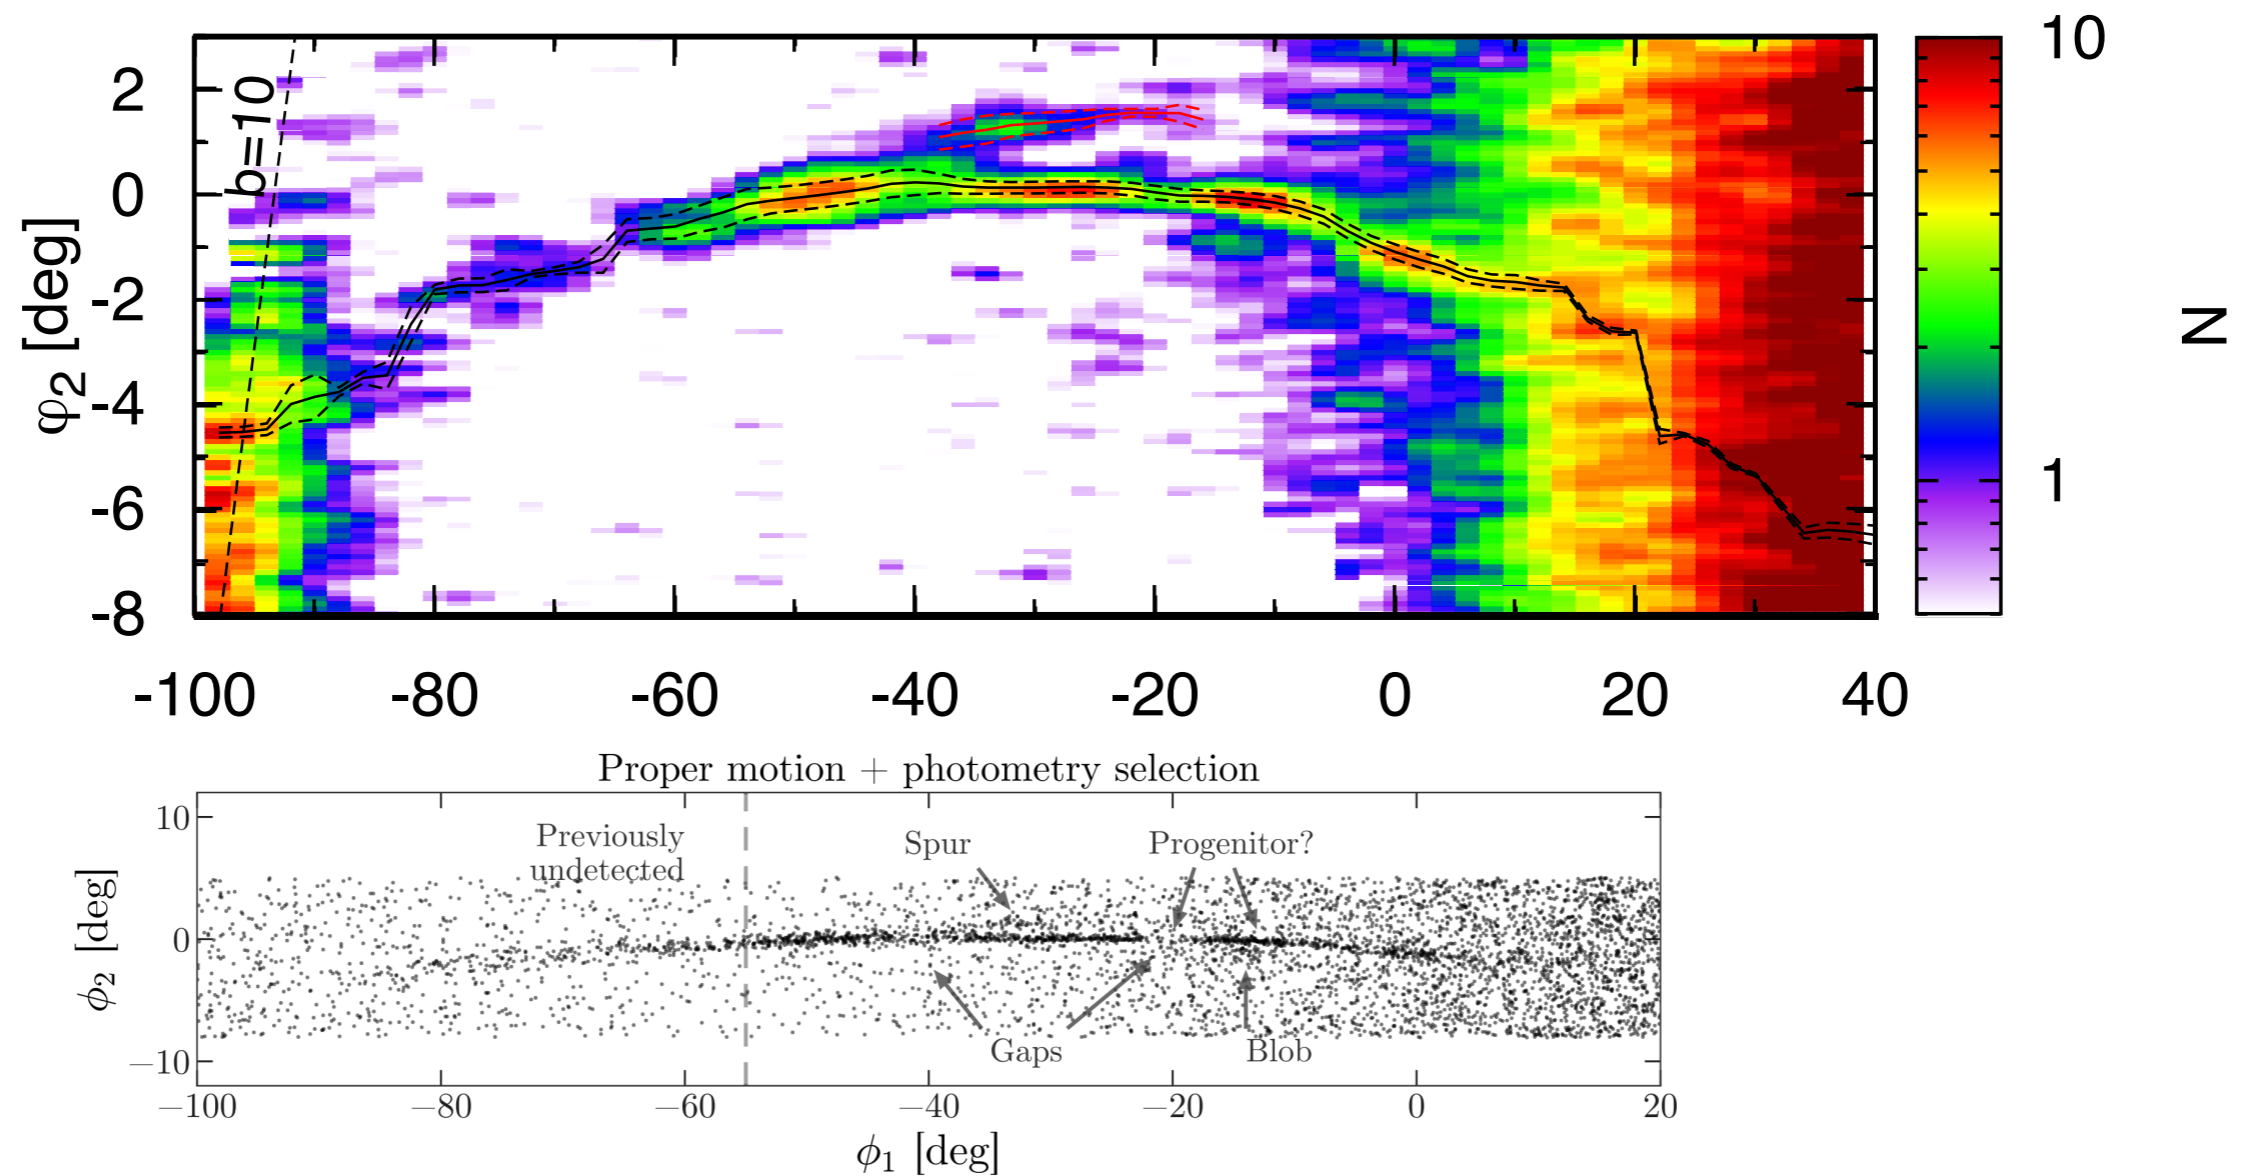 10
2
b=10
0
φ2 [deg]
-2
N
-4
1
-6
-8
-100 -80 -60 -40 -20 0 20 40
Proper motion + photometry selection
10
Previously
undetected
Spur
Progenitor?
ϕ2 [deg]
0
Gaps
Blob
−10
−100 −80 −60 −40 −20 0 20
ϕ1 [deg]